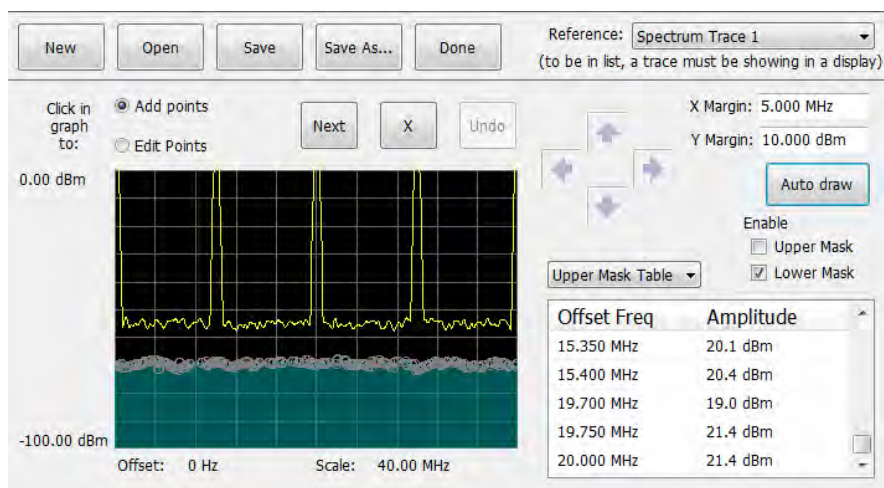 New Open Save Save As... Done
Reference: Spectrum Trace 1
(to be in list, a trace must be showing in a display)
Click in graph to:
Add points
Edit Points
Next X Undo
X Margin: 5.000 MHz
Y Margin: 10.000 dBm
Auto draw
Enable
Upper Mask
Lower Mask
0.00 dBm
-100.00 dBm
Offset: 0 Hz Scale: 40.00 MHz
Upper Mask Table
Offset Freq Amplitude
15.350 MHz 20.1 dBm
15.400 MHz 20.4 dBm
19.700 MHz 19.0 dBm
19.750 MHz 21.4 dBm
20.000 MHz 21.4 dBm